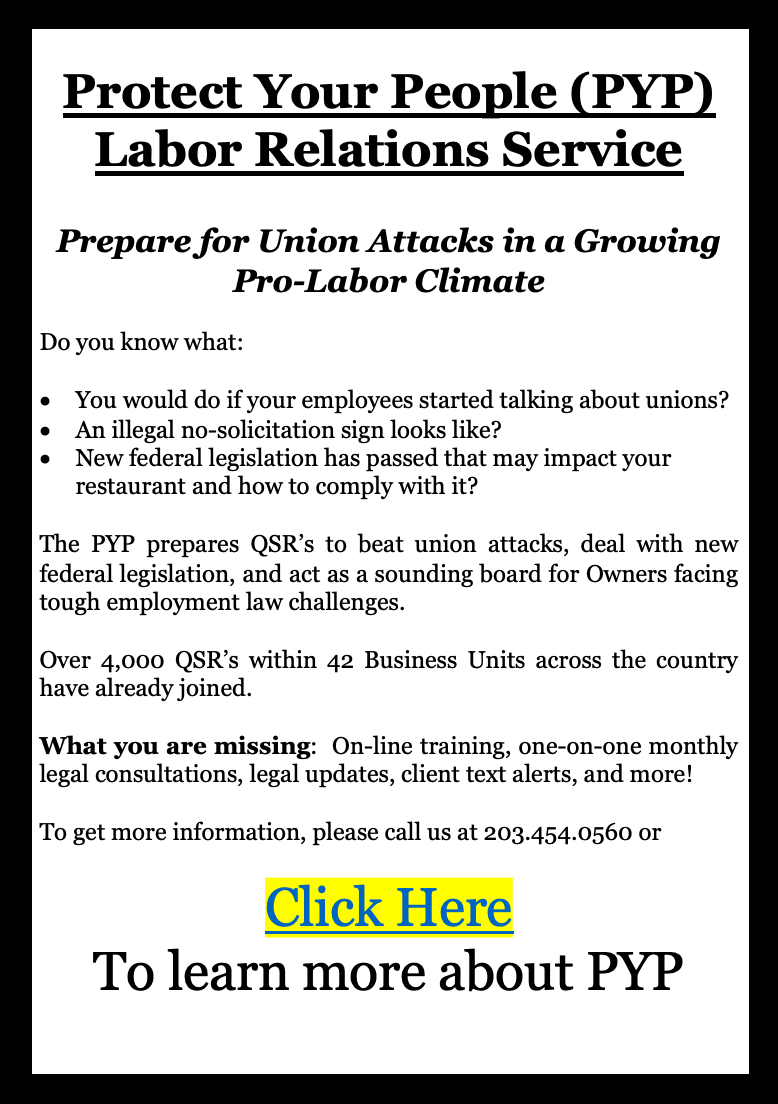 Protect Your People (PYP)
Labor Relations Service
Prepare for Union Attacks in a Growing
Pro-Labor Climate
Do you know what:
• You would do if your employees started talking about unions?
• An illegal no-solicitation sign looks like?
• New federal legislation has passed that may impact your
restaurant and how to comply with it?
The PYP prepares QSR’s to beat union attacks, deal with new
federal legislation, and act as a sounding board for Owners facing
tough employment law challenges.
Over 4,000 QSR’s within 42 Business Units across the country
have already joined.
What you are missing: On-line training, one-on-one monthly
legal consultations, legal updates, client text alerts, and more!
To get more information, please call us at 203.454.0560 or
Click Here
To learn more about PYP